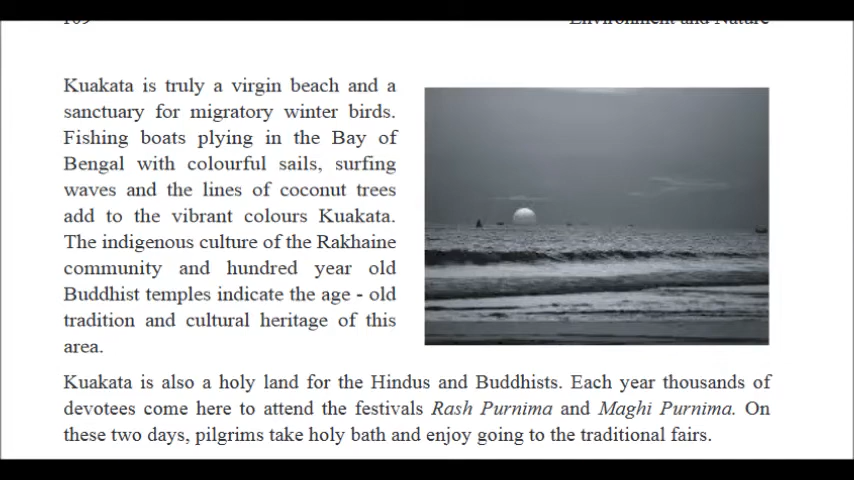 109 Environment and Nature
Kuakata is truly a virgin beach and a
sanctuary for migratory winter birds.
Fishing boats plying in the Bay of
Bengal with colourful sails, surfing
waves and the lines of coconut trees
add to the vibrant colours Kuakata.
The indigenous culture of the Rakhaine
community and hundred year old
Buddhist temples indicate the age - old
tradition and cultural heritage of this
area.
Kuakata is also a holy land for the Hindus and Buddhists. Each year thousands of
devotees come here to attend the festivals Rash Purnima and Maghi Purnima. On
these two days, pilgrims take holy bath and enjoy going to the traditional fairs.